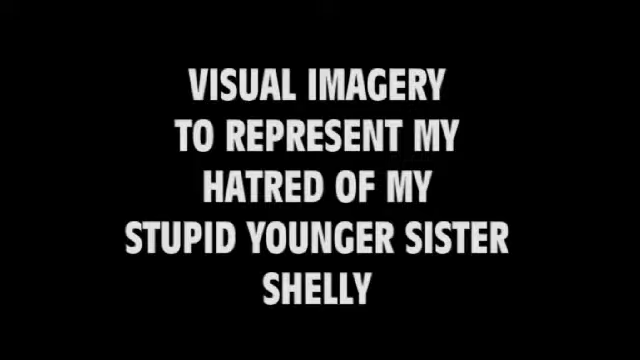 VISUAL IMAGERY
TO REPRESENT MY
HATRED OF MY
STUPID YOUNGER SISTER
SHELLY